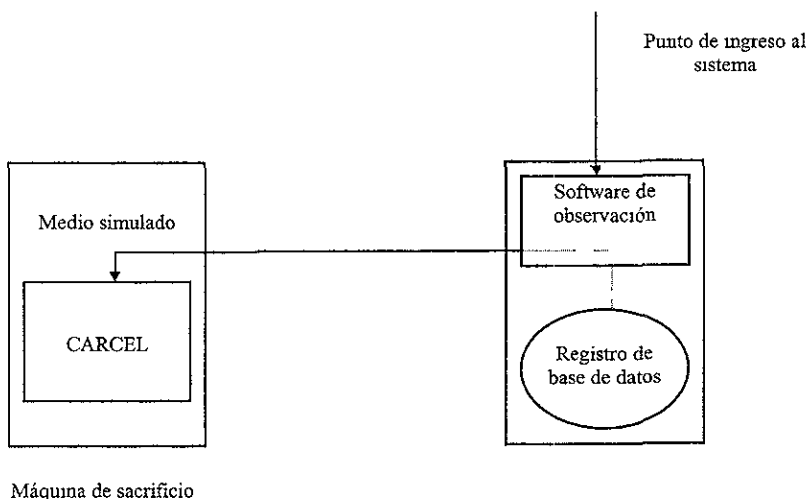 Punto de ingreso al
sistema
Software de
observación
Medio simulado
CARCEL
Registro de
base de datos
Máquina de sacrificio